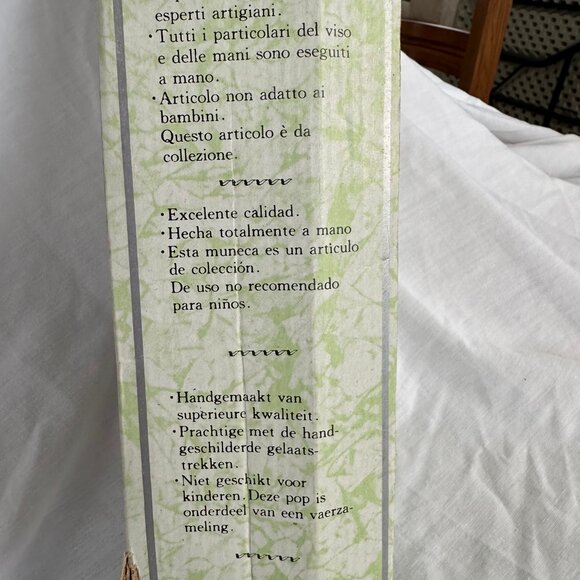 esperti artigiani.
·Tutti i particolari del viso
e delle mani sono eseguiti
a mano.
·Articolo non adatto ai
bambini.
Questo articolo è da
collezione.
·Excelente calidad.
·Hecha totalmente a mano
·Esta muneca es un articulo
de colección.
De uso no recomendado
para niños.
·Handgemaakt van
superieure kwaliteit.
·Prachtige met de hand-
geschilderde gelaats-
trekken.
·Niet geschikt voor
kinderen. Deze pop is
onderdeel van een vaerza-
meling.